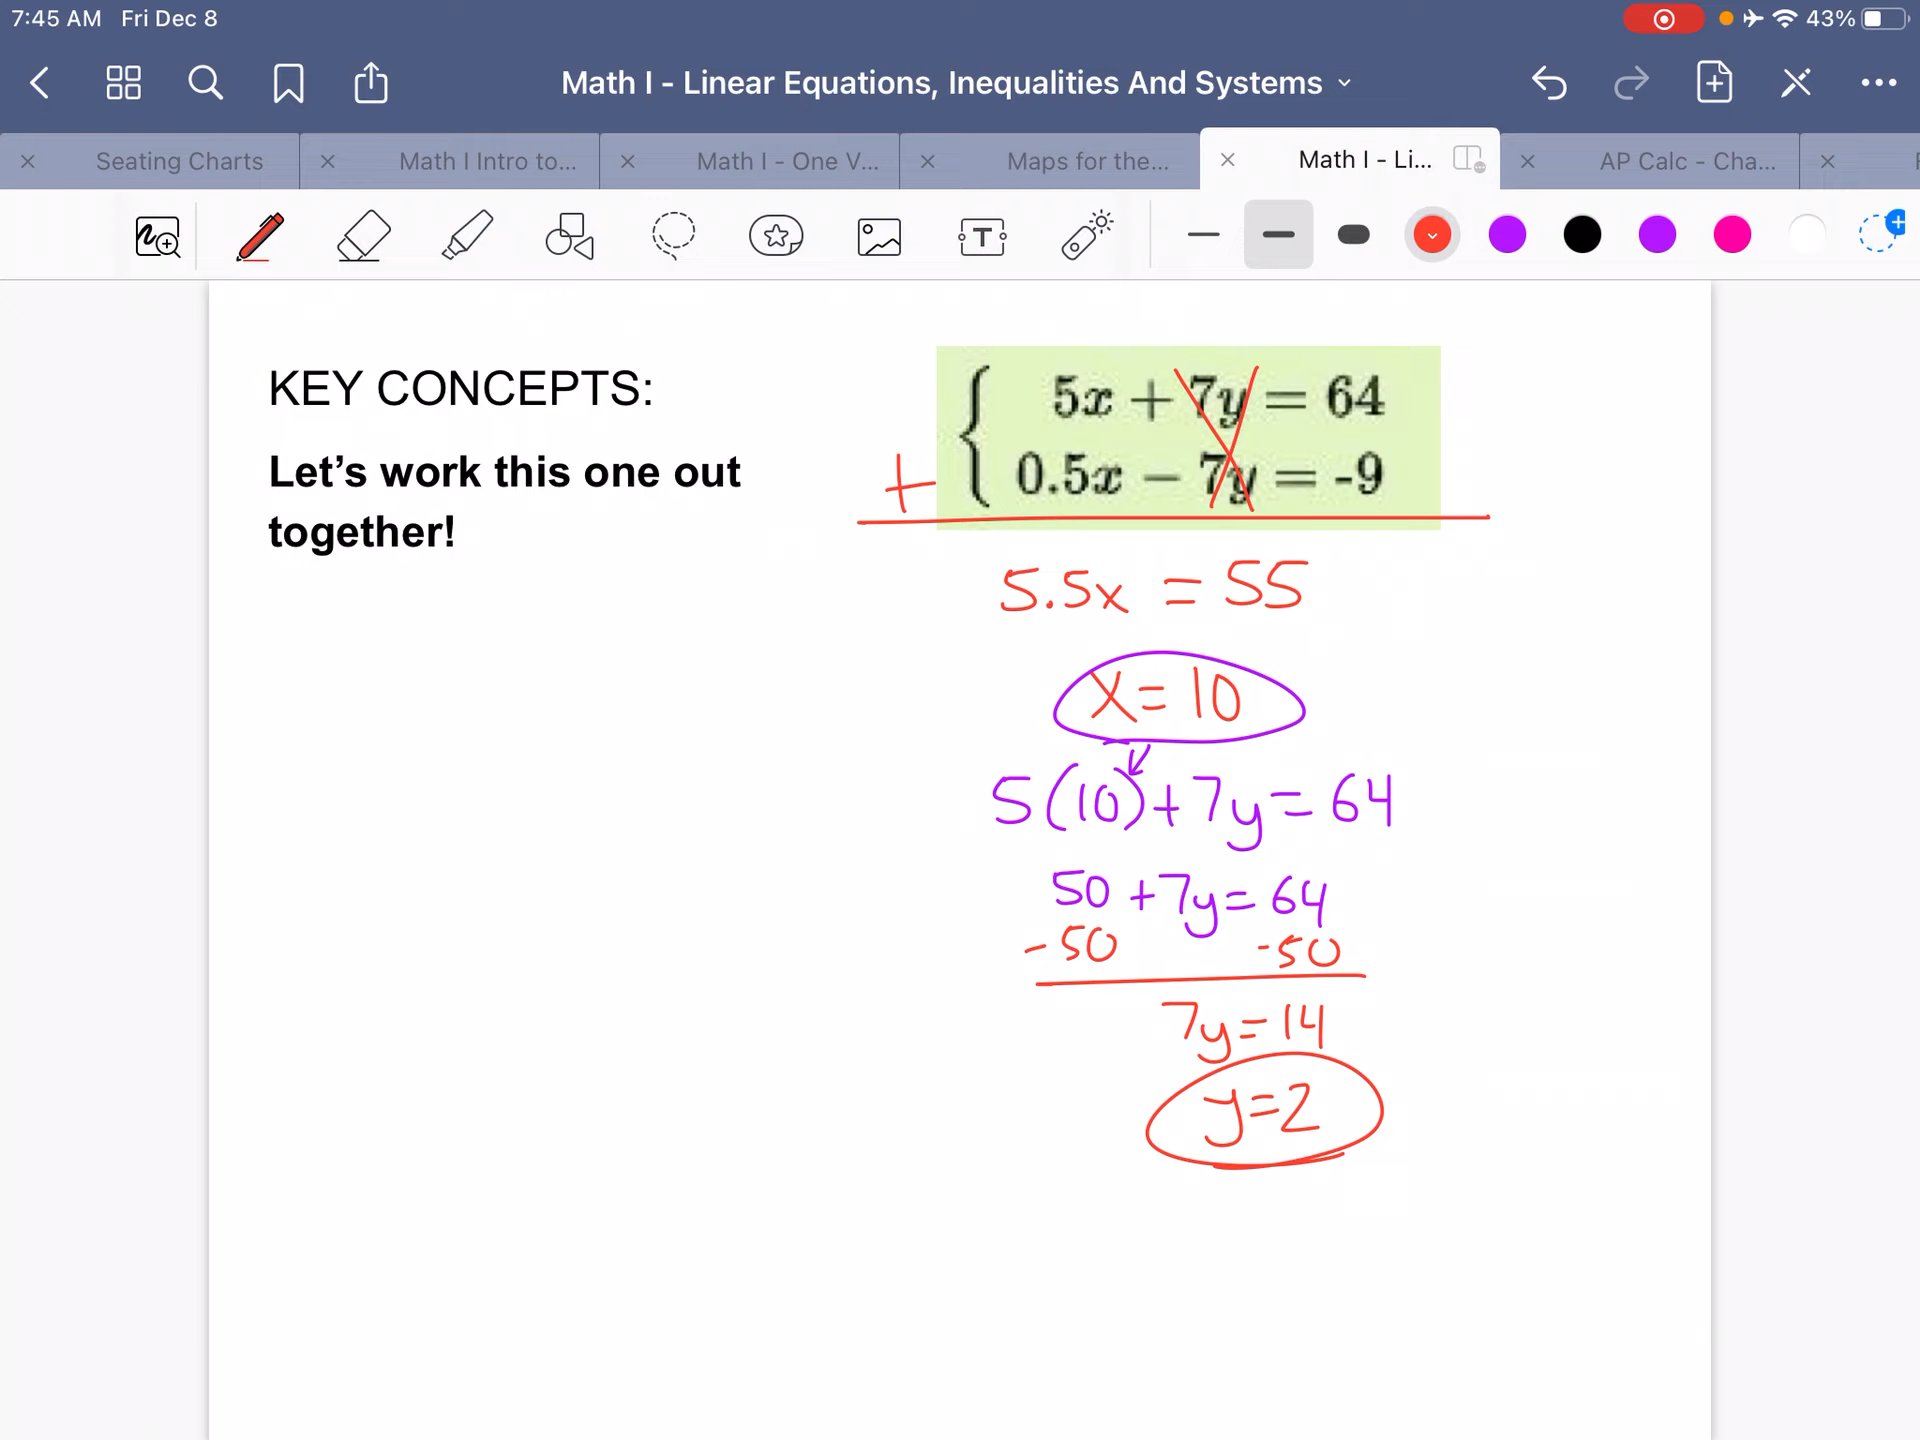 7:45 AM Fri Dec 8 43%
Math I - Linear Equations, Inequalities And Systems
Seating Charts Math I Intro to... Math I - One V... Maps for the... Math I - Li... AP Calc - Cha...
KEY CONCEPTS:
Let's work this one out
together!
5x + 7y = 64
+ 0.5x − 7y = -9
5.5x = 55
x = 10
5(10) + 7y = 64
50 + 7y = 64
- 50 - 50
7y = 14
y = 2